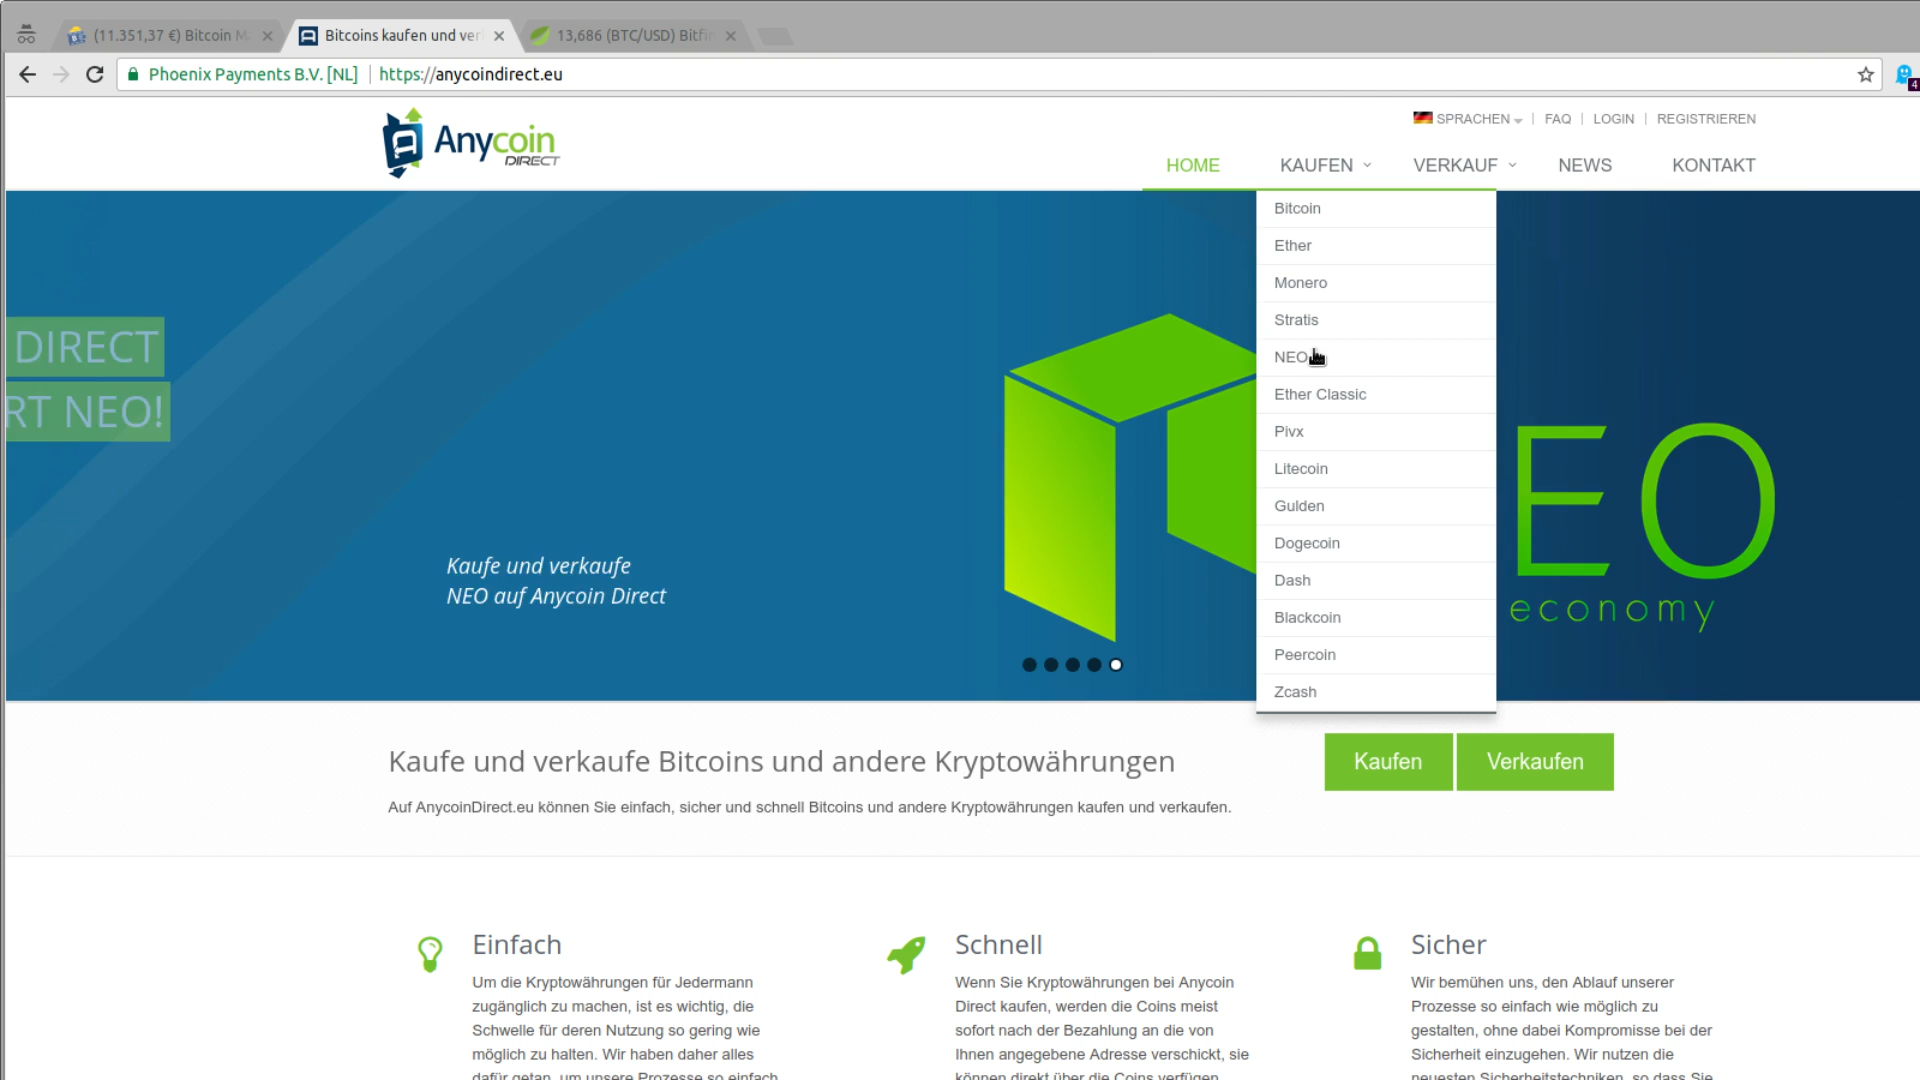 (11.351,37 €) Bitcoin M
Bitcoins kaufen und ver
13,686 (BTC/USD) Bitfin
Phoenix Payments B.V. [NL]
https://anycoindirect.eu
4
Anycoin
DIRECT
SPRACHEN
FAQ
LOGIN
REGISTRIEREN
HOME
KAUFEN
VERKAUF
NEWS
KONTAKT
Bitcoin
Ether
Monero
Stratis
NEO
Ether Classic
Pivx
Litecoin
Gulden
Dogecoin
Dash
Blackcoin
Peercoin
Zcash
DIRECT
RT NEO!
Kaufe und verkaufe
NEO auf Anycoin Direct
EO
economy
Kaufe und verkaufe Bitcoins und andere Kryptowährungen
Kaufen
Verkaufen
Auf AnycoinDirect.eu können Sie einfach, sicher und schnell Bitcoins und andere Kryptowährungen kaufen und verkaufen.
Einfach
Um die Kryptowährungen für Jedermann
zugänglich zu machen, ist es wichtig, die
Schwelle für deren Nutzung so gering wie
möglich zu halten. Wir haben daher alles
dafür getan, um unsere Prozesse so einfach
Schnell
Wenn Sie Kryptowährungen bei Anycoin
Direct kaufen, werden die Coins meist
sofort nach der Bezahlung an die von
Ihnen angegebene Adresse verschickt, sie
können direkt über die Coins verfügen
Sicher
Wir bemühen uns, den Ablauf unserer
Prozesse so einfach wie möglich zu
gestalten, ohne dabei Kompromisse bei der
Sicherheit einzugehen. Wir nutzen die
neuesten Sicherheitstechniken, so dass Sie